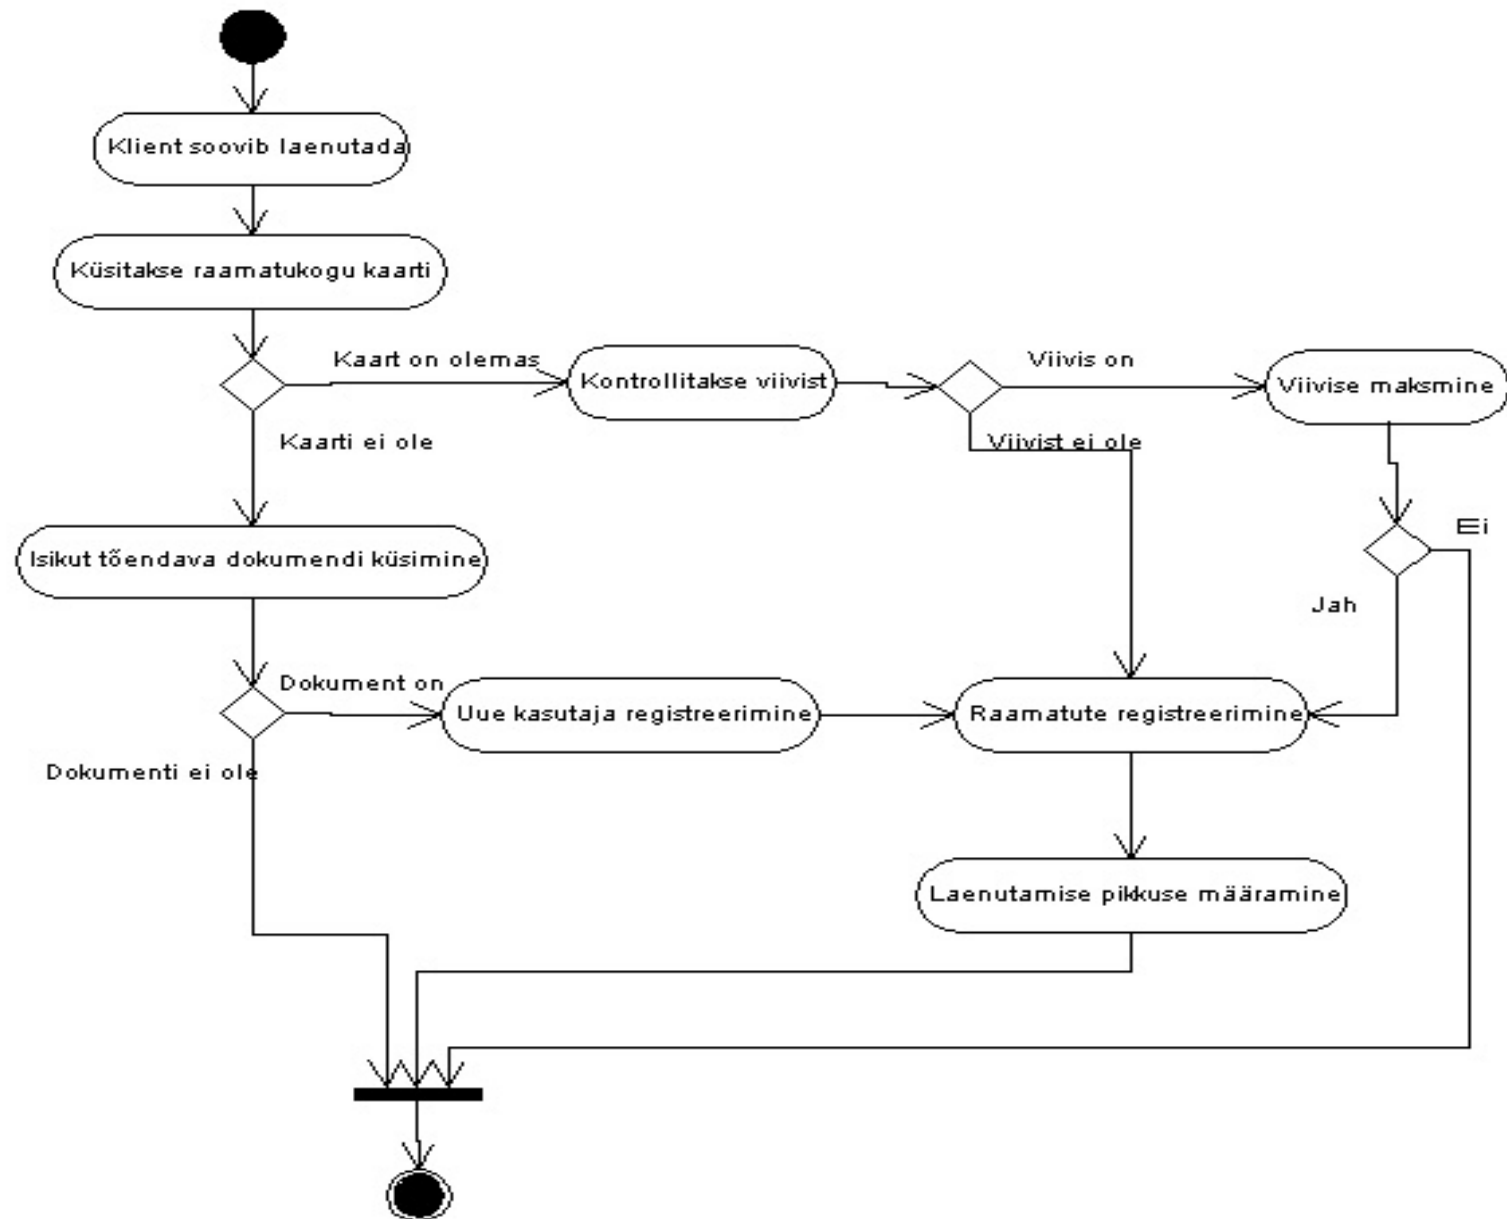 Klient soovib laenutada
Küsitakse raamatukogu kaarti
Kaart on olemas
Kontrollitakse viivist
Viivis on
Viivise maksmine
Kaarti ei ole
Viivist ei ole
Ei
Isikut tõendava dokumendi küsimine
Jah
Dokument on
Uue kasutaja registreerimine
Raamatute registreerimine
Dokumenti ei ole
Laenutamise pikkuse määramine